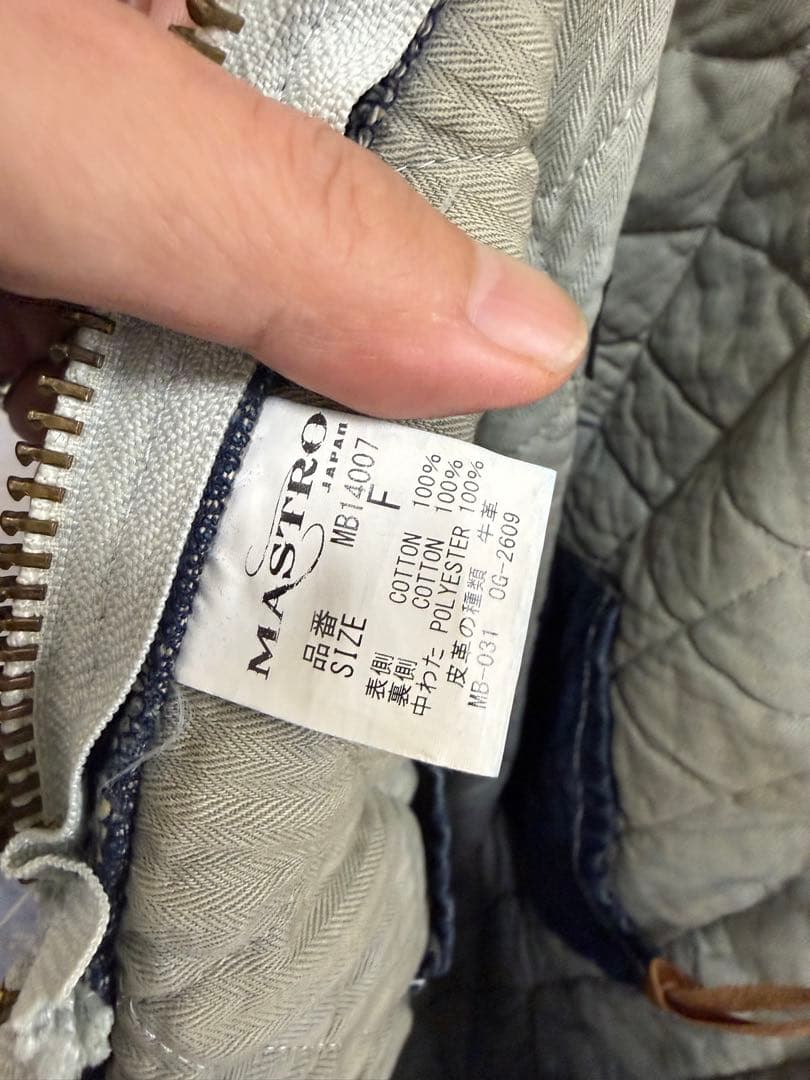 MASTRO
JAPAN
品番 MB14007
SIZE F
表側 COTTON 100%
裏側 COTTON 100%
中わた POLYESTER 100%
皮革の種類 牛革
MB-031 OG-2609